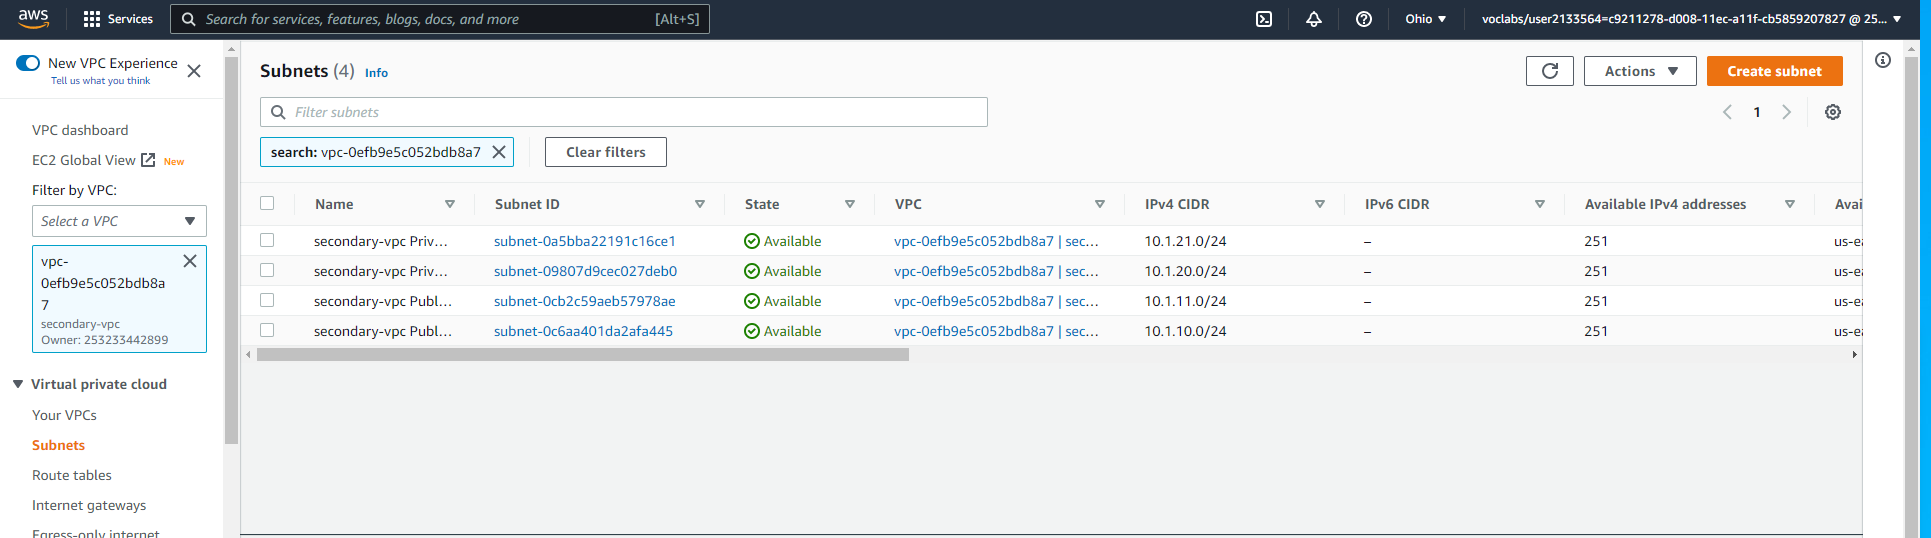 aws Services Search for services, features, blogs, docs, and more [Alt+S] Ohio voclabs/user2133564=c9211278-d008-11ec-a11f-cb5859207827 @ 25...
New VPC Experience
Tell us what you think
VPC dashboard
EC2 Global View New
Filter by VPC:
Select a VPC
vpc-
0efb9e5c052bdb8a
7
secondary-vpc
Owner: 253233442899
Virtual private cloud
Your VPCs
Subnets
Route tables
Internet gateways
Egress-only internet
Subnets (4) Info
Actions Create subnet
Filter subnets
1
search: vpc-0efb9e5c052bdb8a7 Clear filters
Name Subnet ID State VPC IPv4 CIDR IPv6 CIDR Available IPv4 addresses Avai
secondary-vpc Priv... subnet-0a5bba22191c16ce1 Available vpc-0efb9e5c052bdb8a7 | sec... 10.1.21.0/24 – 251 us-ea
secondary-vpc Priv... subnet-09807d9cec027deb0 Available vpc-0efb9e5c052bdb8a7 | sec... 10.1.20.0/24 – 251 us-ea
secondary-vpc Publ... subnet-0cb2c59aeb57978ae Available vpc-0efb9e5c052bdb8a7 | sec... 10.1.11.0/24 – 251 us-ea
secondary-vpc Publ... subnet-0c6aa401da2afa445 Available vpc-0efb9e5c052bdb8a7 | sec... 10.1.10.0/24 – 251 us-ea